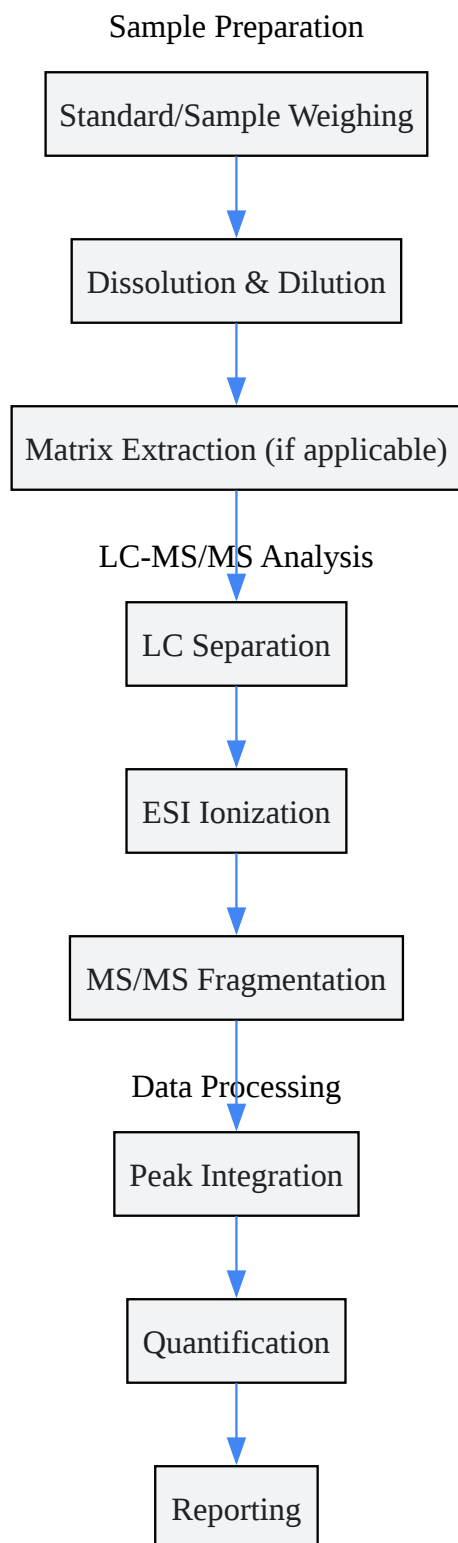 Sample Preparation
Standard/Sample Weighing
Dissolution & Dilution
Matrix Extraction (if applicable)
LC-MS/MS Analysis
LC Separation
ESI Ionization
MS/MS Fragmentation
Data Processing
Peak Integration
Quantification
Reporting